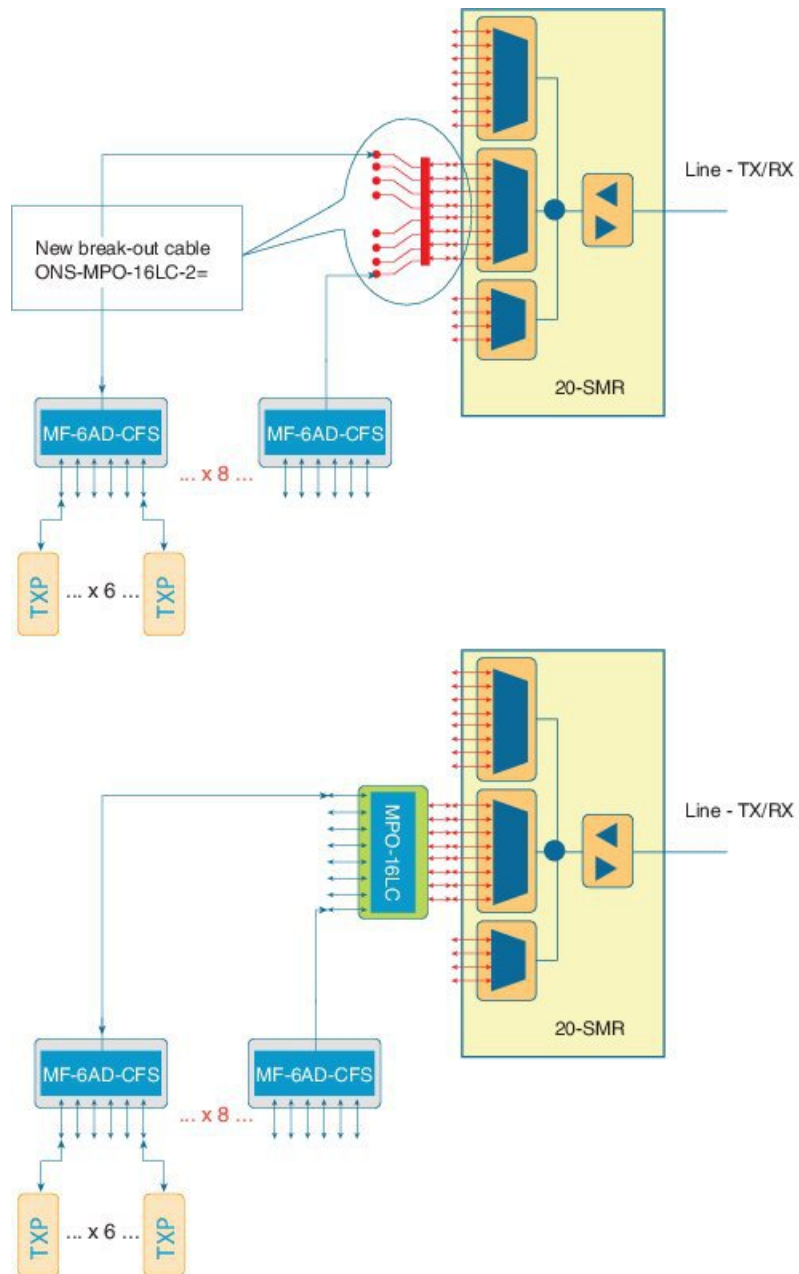 Line - TX/RX
New break-out cable
ONS-MPO-16LC-2=
20-SMR
MF-6AD-CFS
MF-6AD-CFS
... x 8 ...
TXP
... x 6 ...
TXP
Line - TX/RX
MPO-16LC
20-SMR
MF-6AD-CFS
MF-6AD-CFS
... x 8 ...
TXP
... x 6 ...
TXP